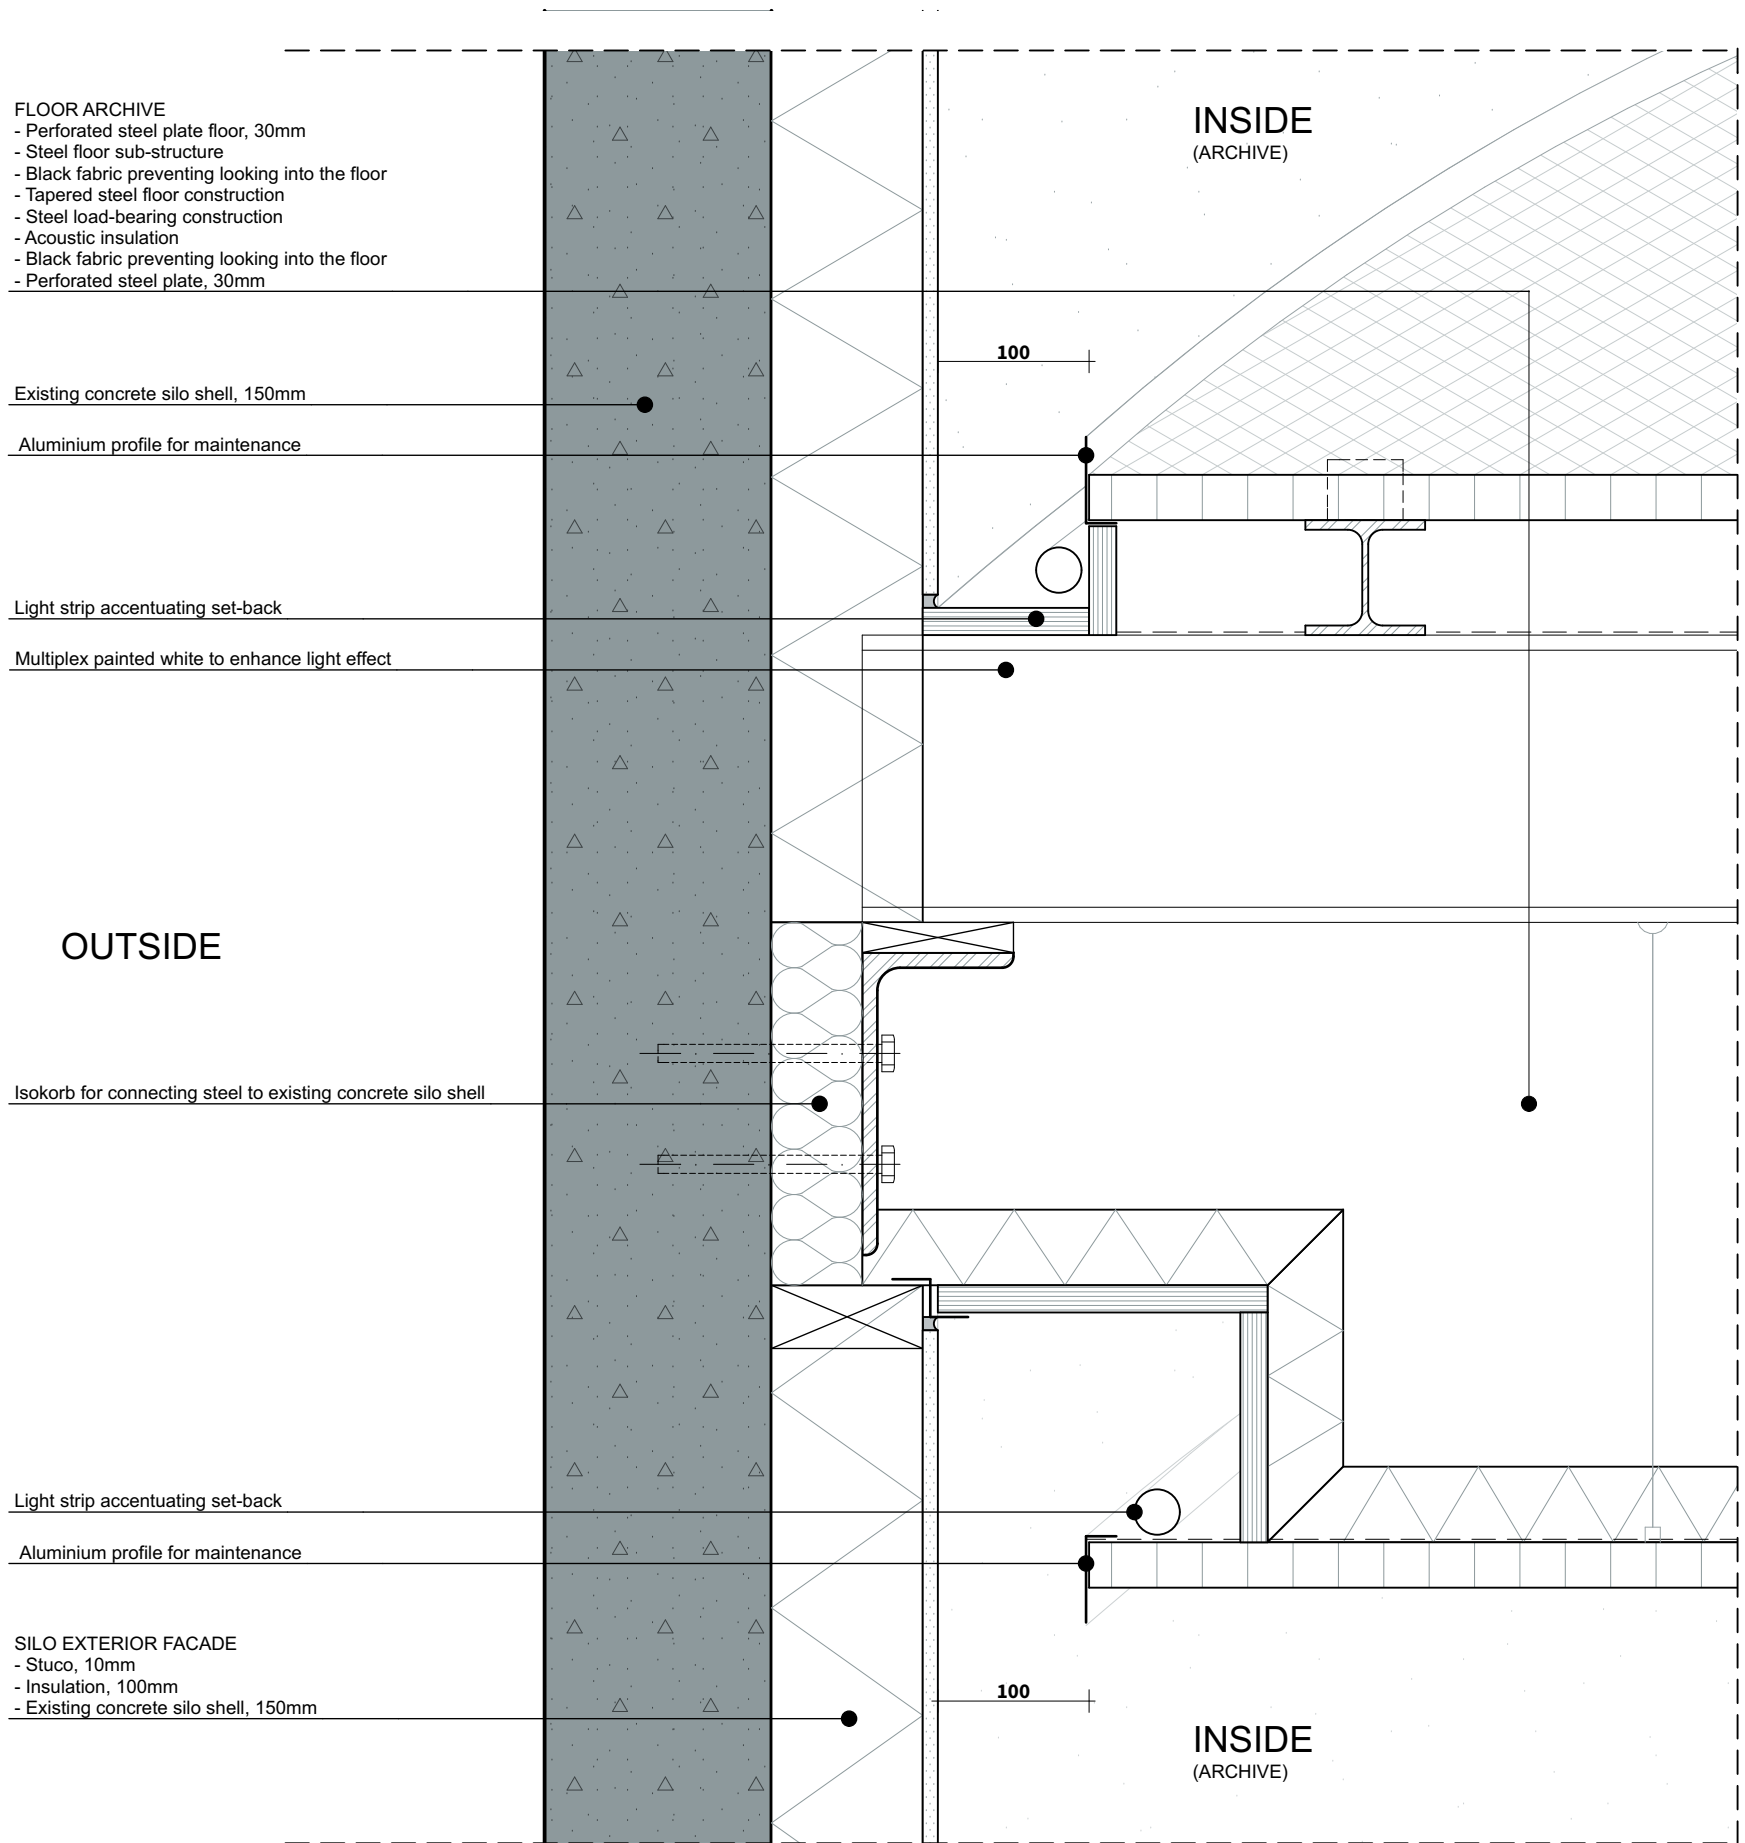 FLOOR ARCHIVE
- Perforated steel plate floor, 30mm
- Steel floor sub-structure
- Black fabric preventing looking into the floor
- Tapered steel floor construction
- Steel load-bearing construction
- Acoustic insulation
- Black fabric preventing looking into the floor
- Perforated steel plate, 30mm
INSIDE
(ARCHIVE)
100
Existing concrete silo shell, 150mm
Aluminium profile for maintenance
Light strip accentuating set-back
Multiplex painted white to enhance light effect
OUTSIDE
Isokorb for connecting steel to existing concrete silo shell
Light strip accentuating set-back
Aluminium profile for maintenance
SILO EXTERIOR FACADE
- Stuco, 10mm
- Insulation, 100mm
- Existing concrete silo shell, 150mm
100
INSIDE
(ARCHIVE)